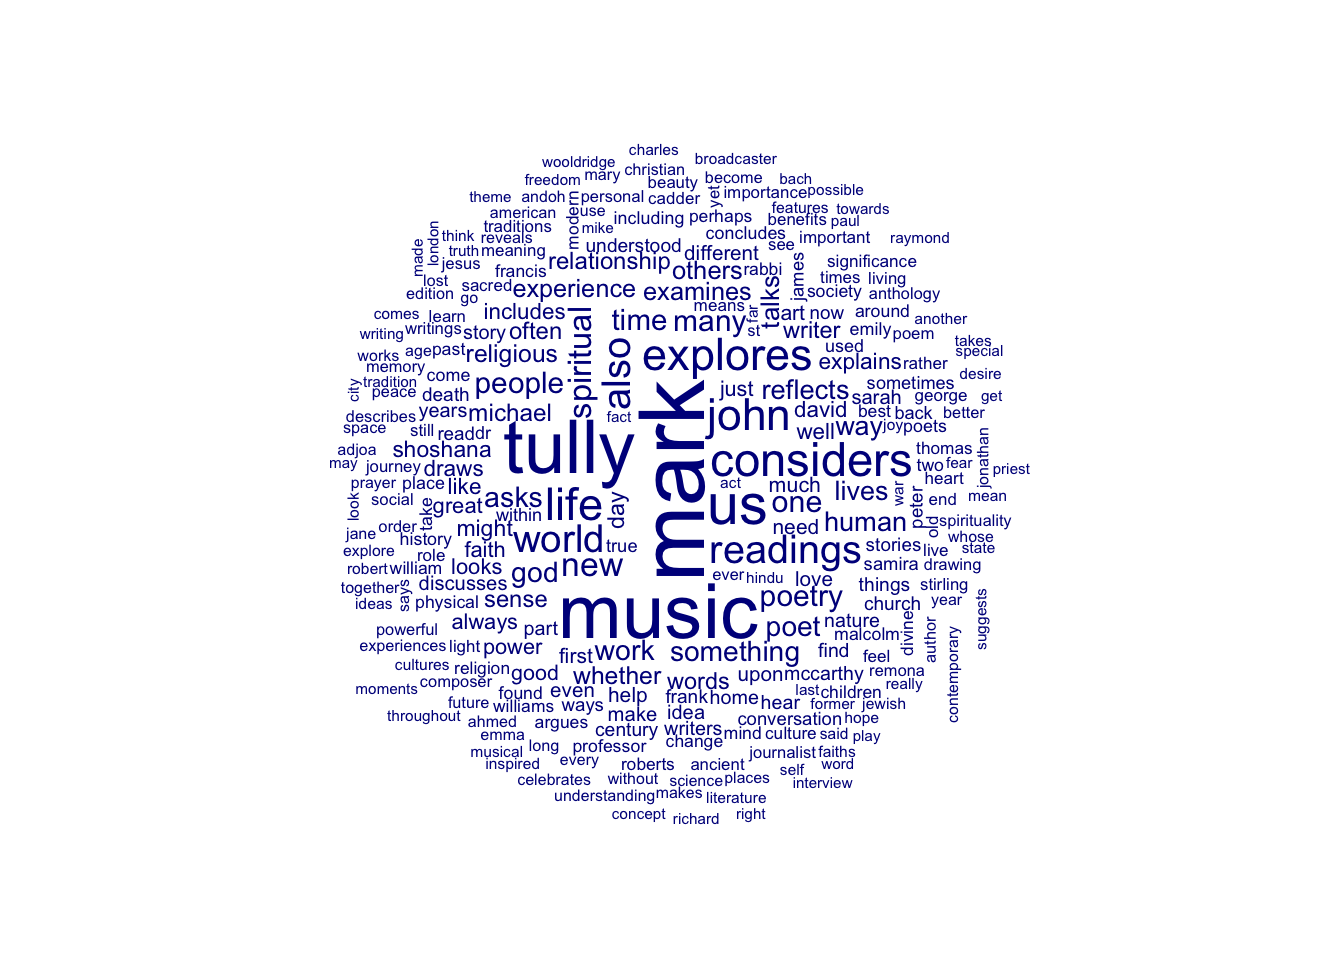 charles
wooldridge
broadcaster
christian
freedom
mary
become
bach
beauty
theme
andoh
personal
cadder
yet
importance
possible
american
modern
use
features
towards
traditions
mike
including
perhaps
benefits
paul
made
london
think
reveals
understood
different
concludes
see
important
raymond
truth
meaning
jesus
francis
relationship
others
rabbi
james
significance
lost
sacred
experience
examines
talks
society
times
living
edition
go
means
anthology
comes
learn
includes
spiritual
time
many
st
far
art
now
around
another
writing
writings
story
often
also
explores
writer
emily
poem
works
age
past
religious
used
takes
special
memory
explains
rather
city
tradition
come
people
mark
just
reflects
sometimes
desire
peace
death
describes
years
michael
fact
john
david
sarah
george
get
best
back
better
space
still
read
dr
tully
well
way
joy
poets
adjoa
shoshana
considers
thomas
jonathan
may
journey
draws
two
fear
priest
prayer
place
like
asks
life
act
much
lives
war
heart
mean
look
social
take
great
within
day
us
one
peter
end
order
might
need
human
old
spirituality
jane
history
world
true
readings
stories
whose
explore
role
faith
live
state
robert
william
looks
god
new
ever
hindu
love
samira
drawing
together
says
discusses
things
stirling
ideas
physical
sense
music
poetry
church
year
suggests
powerful
always
part
poet
nature
malcolm
divine
author
contemporary
experiences
light
power
first
work
something
find
feel
cultures
religion
good
whether
words
upon
mccarthy
remona
moments
composer
found
even
help
frank
home
hear
last
children
really
future
williams
ways
make
idea
former
jewish
throughout
ahmed
argues
century
writers
conversation
hope
emma
change
mind
culture
said
play
musical
long
professor
journalist
faiths
inspired
every
roberts
ancient
self
word
celebrates
without
science
places
interview
understanding
makes
literature
concept
richard
right